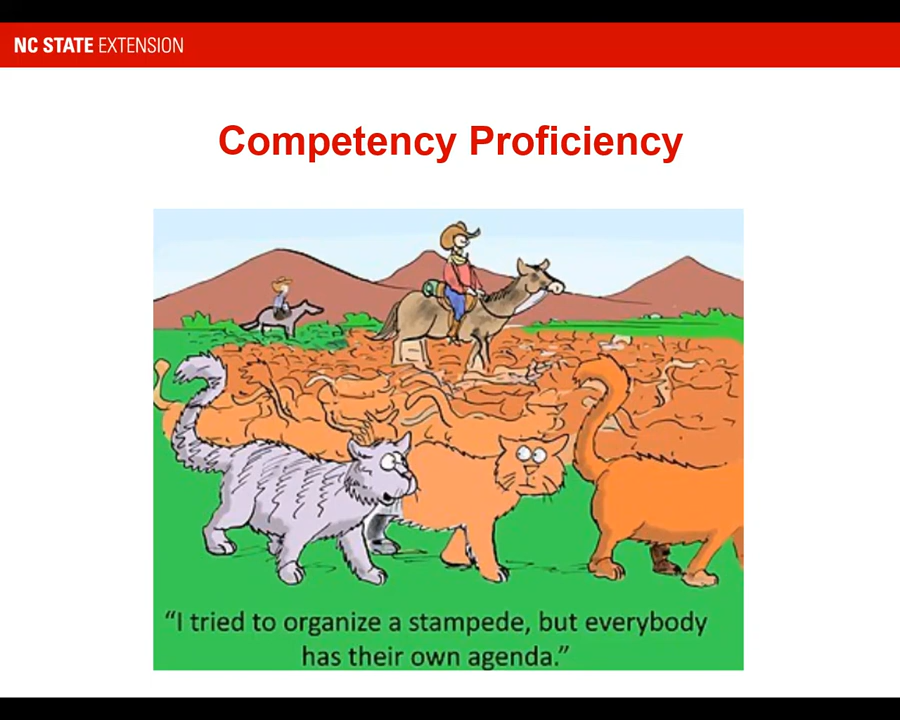 NC STATE EXTENSION
Competency Proficiency
“I tried to organize a stampede, but everybody
has their own agenda.”